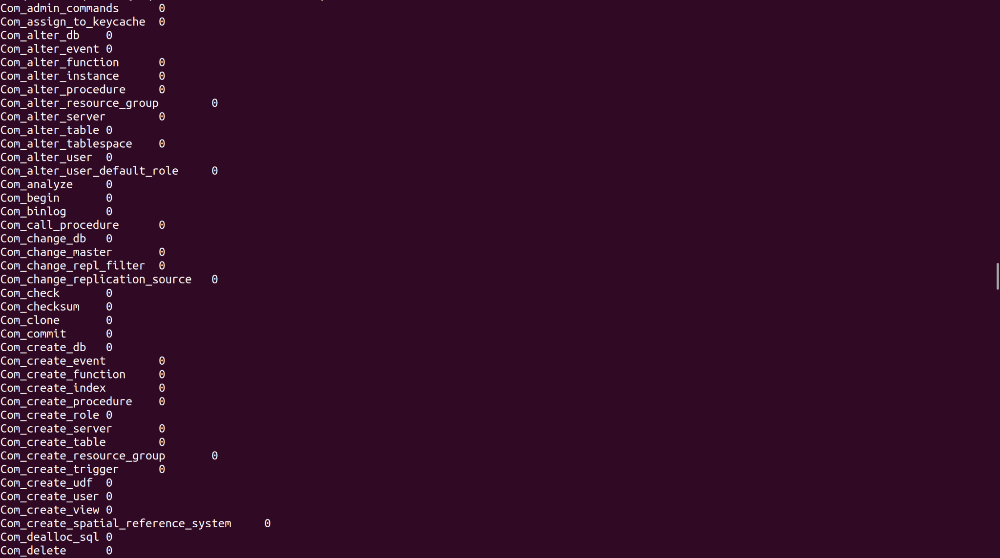 Com_admin_commands	0
Com_assign_to_keycache	0
Com_alter_db	0
Com_alter_event	0
Com_alter_function	0
Com_alter_instance	0
Com_alter_procedure	0
Com_alter_resource_group	0
Com_alter_server	0
Com_alter_table	0
Com_alter_tablespace	0
Com_alter_user	0
Com_alter_user_default_role	0
Com_analyze	0
Com_begin	0
Com_binlog	0
Com_call_procedure	0
Com_change_db	0
Com_change_master	0
Com_change_repl_filter	0
Com_change_replication_source	0
Com_check	0
Com_checksum	0
Com_clone	0
Com_commit	0
Com_create_db	0
Com_create_event	0
Com_create_function	0
Com_create_index	0
Com_create_procedure	0
Com_create_role	0
Com_create_server	0
Com_create_table	0
Com_create_resource_group	0
Com_create_trigger	0
Com_create_udf	0
Com_create_user	0
Com_create_view	0
Com_create_spatial_reference_system	0
Com_dealloc_sql	0
Com_delete	0